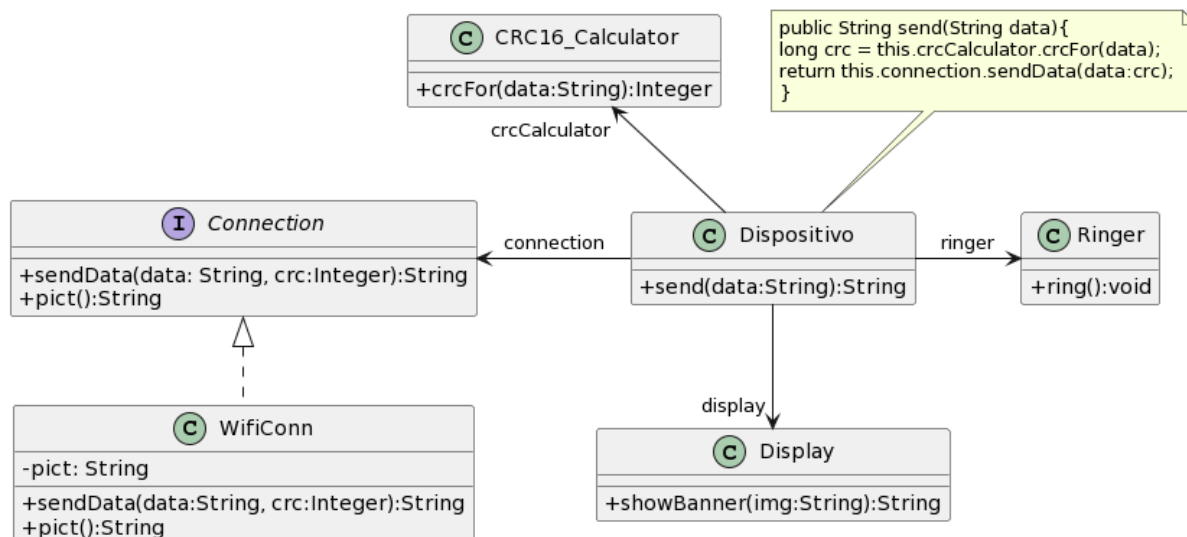 C CRC16_Calculator
+crcFor(data:String):Integer
public String send(String data){
long crc = this.crcCalculator.crcFor(data);
return this.connection.sendData(data:crc);
}
crcCalculator
I Connection
+sendData(data: String, crc:Integer):String
+pict():String
connection
C Dispositivo
+send(data:String):String
ringer
C Ringer
+ring():void
display
C WifiConn
-pict: String
+sendData(data:String, crc:Integer):String
+pict():String
C Display
+showBanner(img:String):String